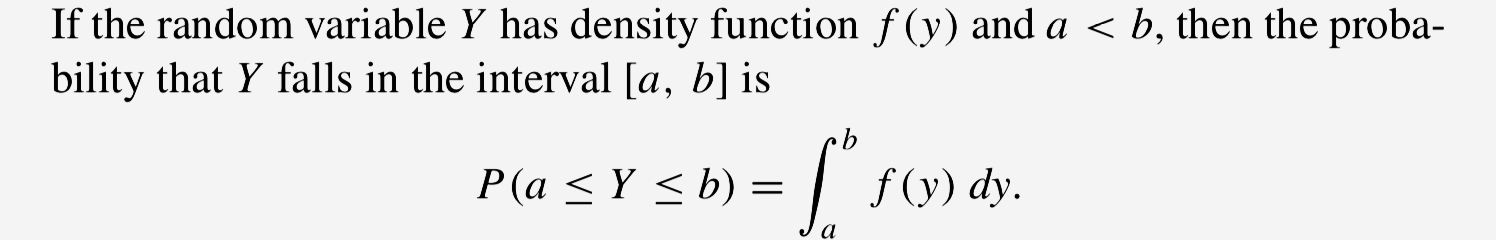 If the random variable Y has density function f(y) and a < b, then the proba-
bility that Y falls in the interval [a, b] is
P(a ≤ Y ≤ b) = ∫_a^b f(y) dy.